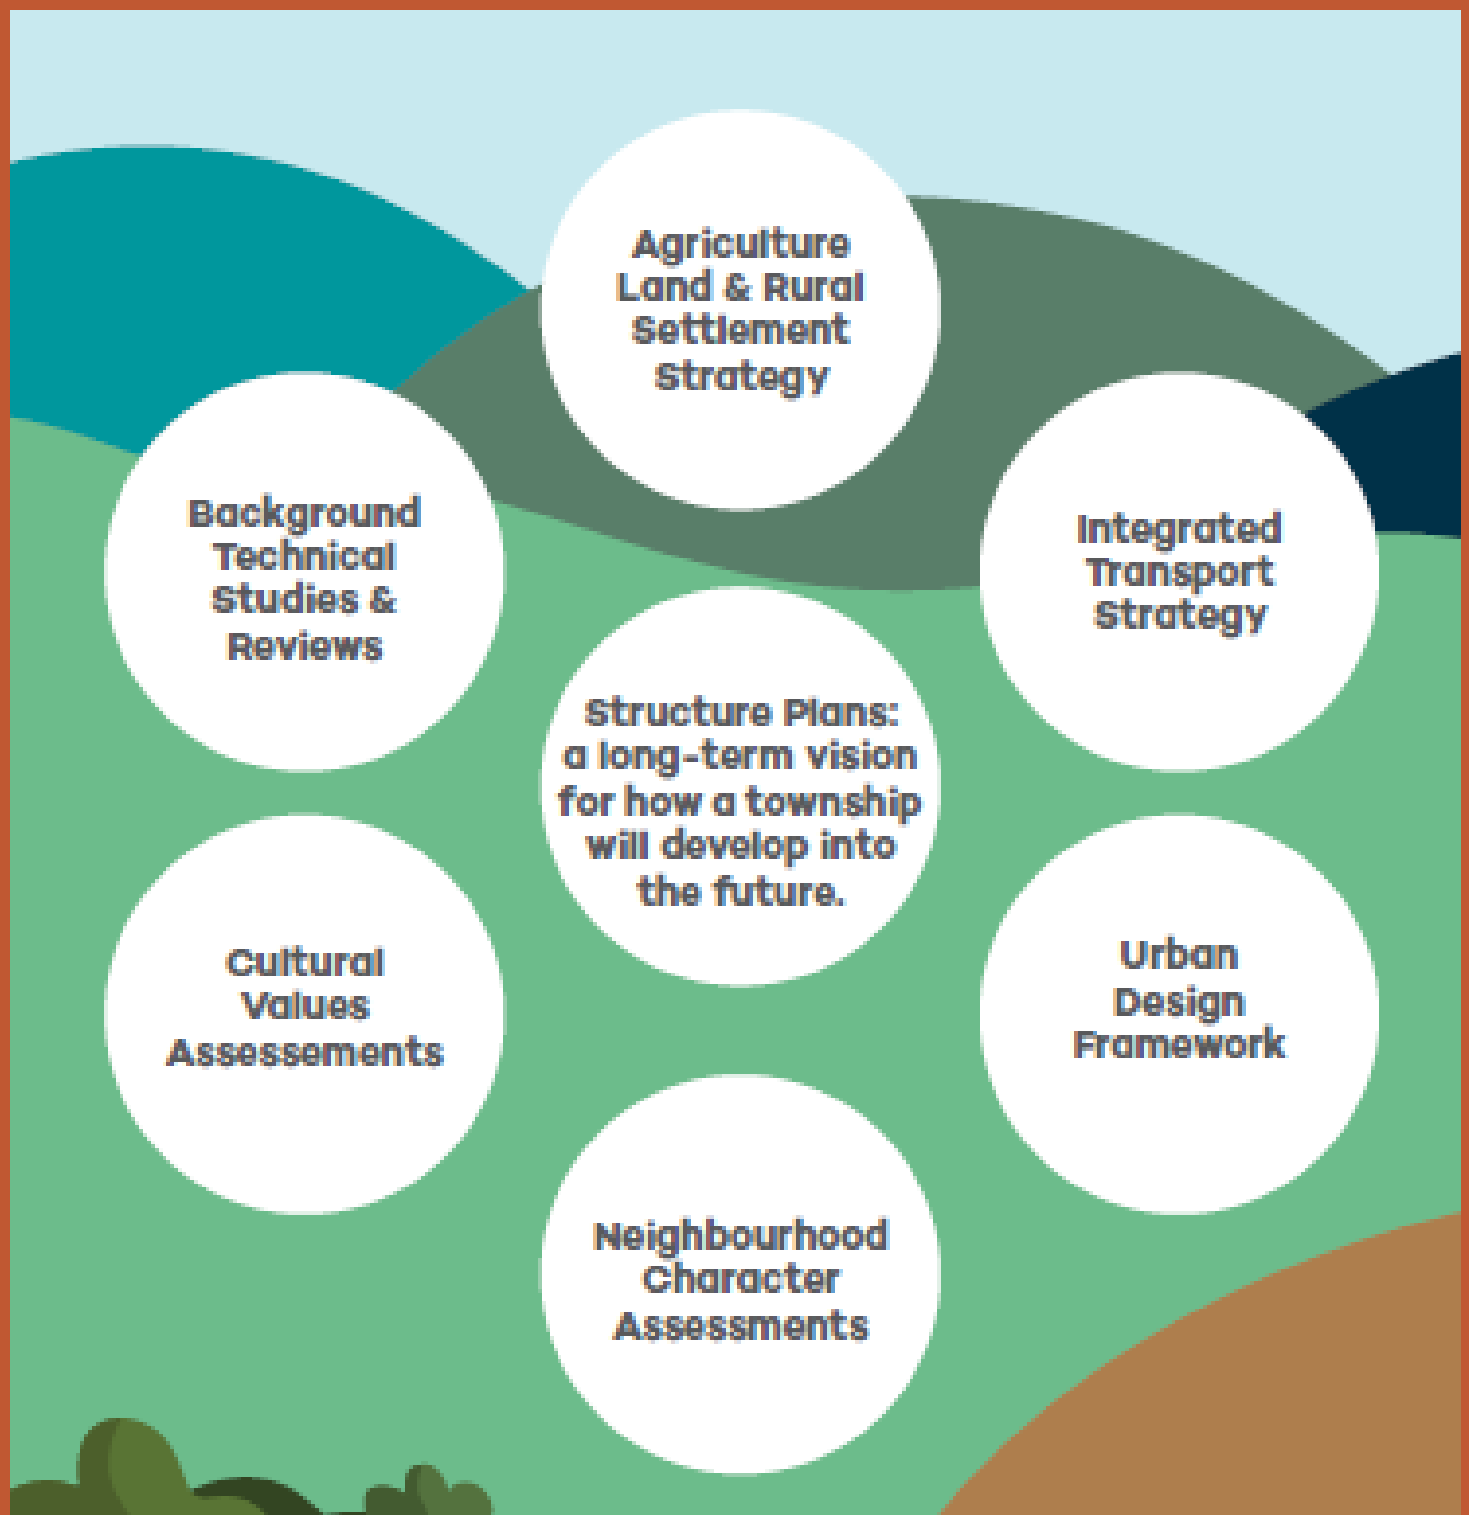 Agriculture
Land & Rural
Settlement
Strategy
Background
Technical
Studies &
Reviews
Integrated
Transport
Strategy
Structure Plans:
a long-term vision
for how a township
will develop into
the future.
Cultural
Values
Assessements
Urban
Design
Framework
Neighbourhood
Character
Assessments